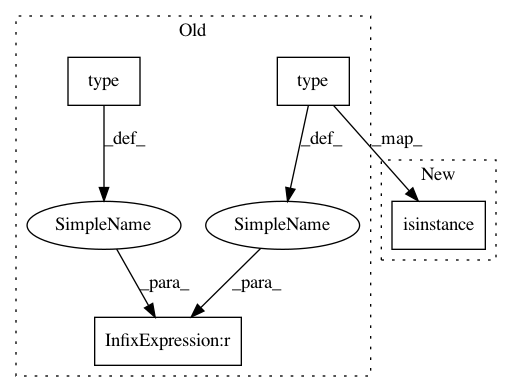 Old
type
type
_def_
_def_
_map_
New
SimpleName
SimpleName
isinstance
_para_
_para_
InfixExpression:r